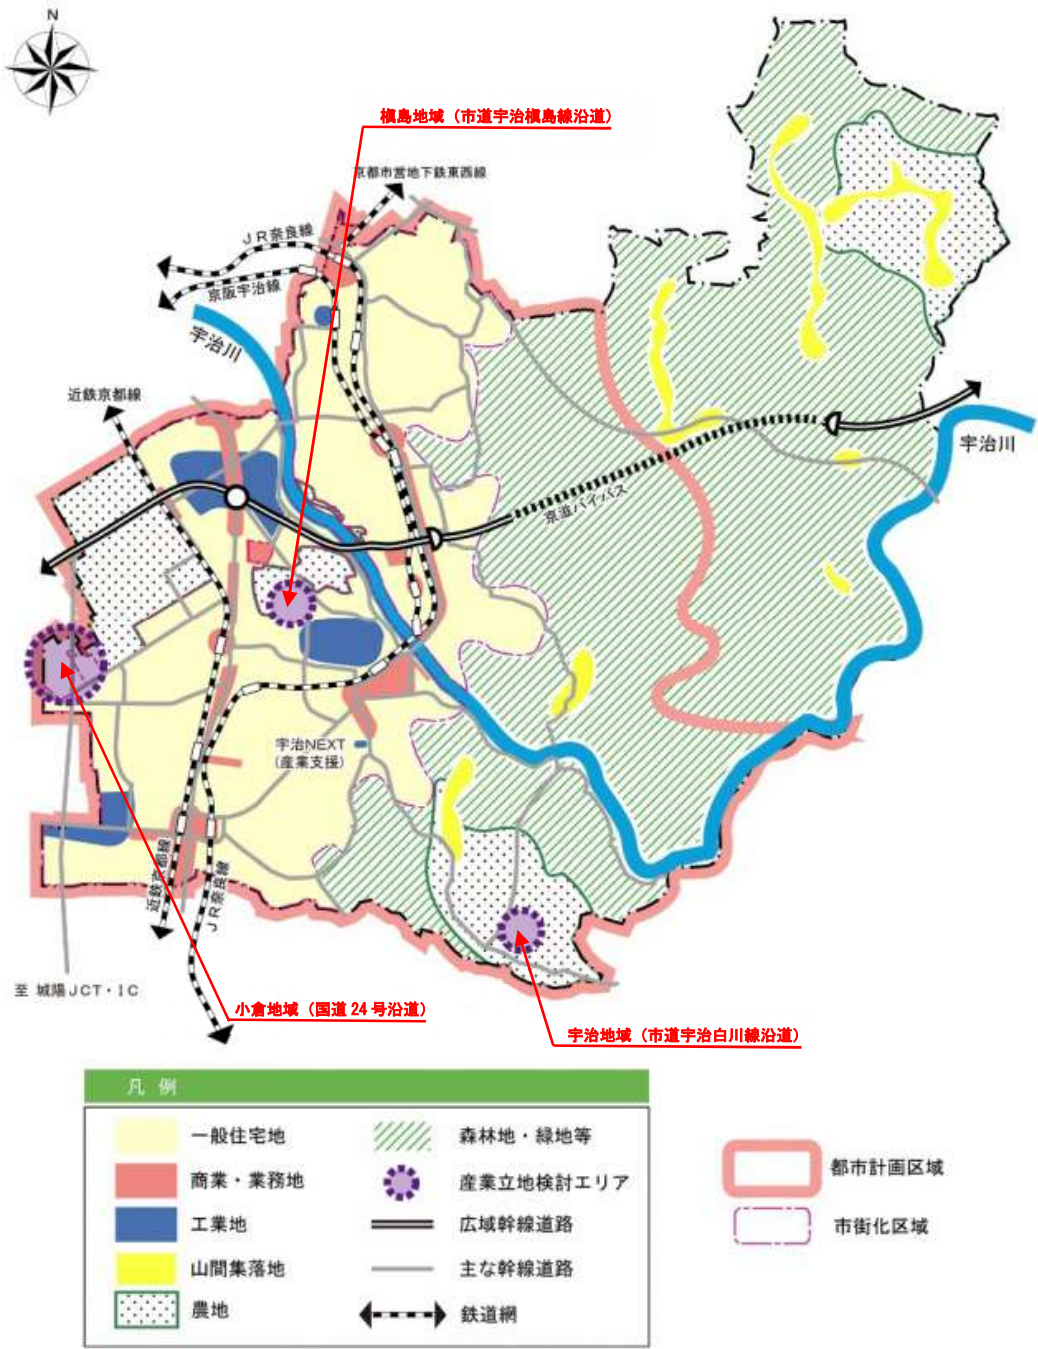 N
槇島地域（市道宇治槇島線沿道）
京都市営地下鉄東西線
ＪＲ奈良線
京阪宇治線
宇治川
近鉄京都線
宇治川
京滋バイパス
宇治NEXT
(産業支援)
近鉄京都線
ＪＲ奈良線
至 城陽ＪＣＴ・ＩＣ
小倉地域（国道 24 号沿道）
宇治地域（市道宇治白川線沿道）
凡 例
一般住宅地
森林地・緑地等
商業・業務地
産業立地検討エリア
都市計画区域
工業地
広域幹線道路
市街化区域
山間集落地
主な幹線道路
農地
鉄道網